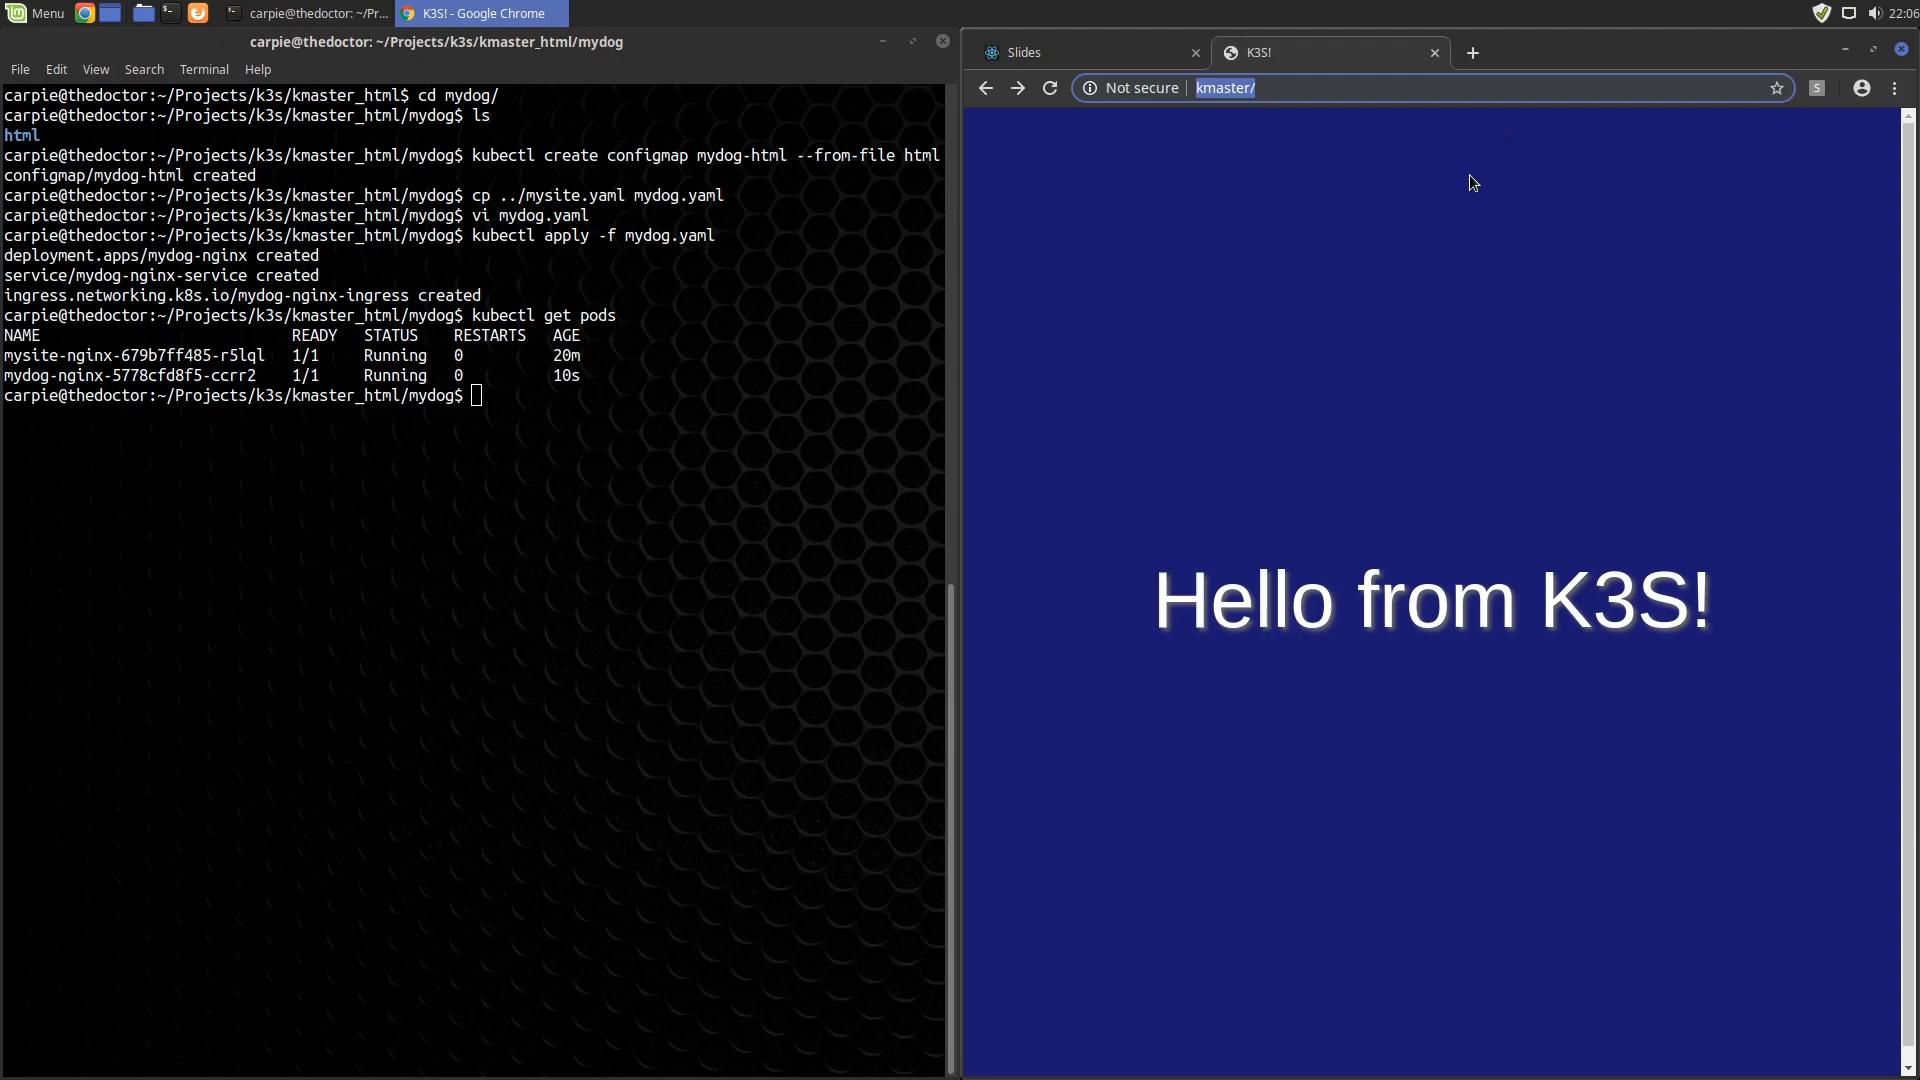 Menu
carpie@thedoctor: ~/Pr...
K3S! - Google Chrome
22:06
carpie@thedoctor: ~/Projects/k3s/kmaster_html/mydog
File Edit View Search Terminal Help
carpie@thedoctor:~/Projects/k3s/kmaster_html$ cd mydog/
carpie@thedoctor:~/Projects/k3s/kmaster_html/mydog$ ls
html
carpie@thedoctor:~/Projects/k3s/kmaster_html/mydog$ kubectl create configmap mydog-html --from-file html
configmap/mydog-html created
carpie@thedoctor:~/Projects/k3s/kmaster_html/mydog$ cp ../mysite.yaml mydog.yaml
carpie@thedoctor:~/Projects/k3s/kmaster_html/mydog$ vi mydog.yaml
carpie@thedoctor:~/Projects/k3s/kmaster_html/mydog$ kubectl apply -f mydog.yaml
deployment.apps/mydog-nginx created
service/mydog-nginx-service created
ingress.networking.k8s.io/mydog-nginx-ingress created
carpie@thedoctor:~/Projects/k3s/kmaster_html/mydog$ kubectl get pods
NAME READY STATUS RESTARTS AGE
mysite-nginx-679b7ff485-r5lql 1/1 Running 0 20m
mydog-nginx-5778cfd8f5-ccrr2 1/1 Running 0 10s
carpie@thedoctor:~/Projects/k3s/kmaster_html/mydog$
Slides
K3S!
Not secure
kmaster/
S
Hello from K3S!